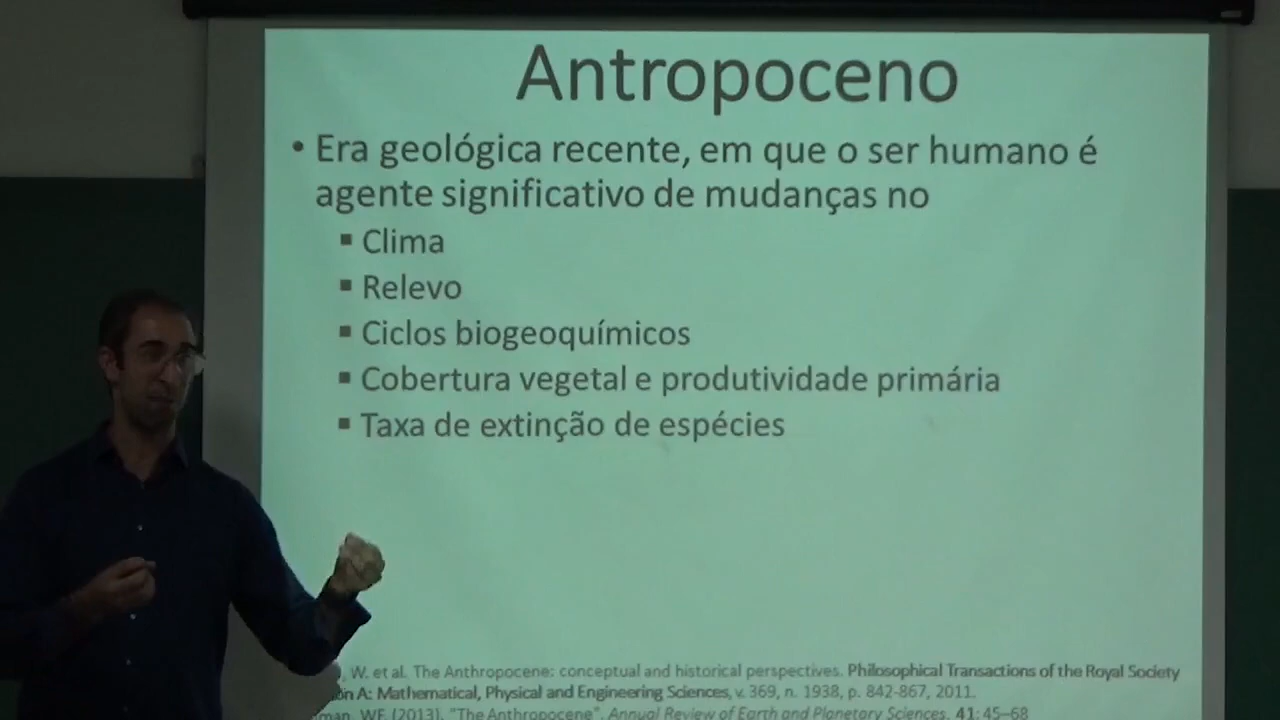 Antropoceno
• Era geológica recente, em que o ser humano é
agente significativo de mudanças no
▪ Clima
▪ Relevo
▪ Ciclos biogeoquímicos
▪ Cobertura vegetal e produtividade primária
▪ Taxa de extinção de espécies
W. et al. The Anthropocene: conceptual and historical perspectives. Philosophical Transactions of the Royal Society
A: Mathematical, Physical and Engineering Sciences, v. 369, n. 1938, p. 842-867, 2011.
WF (2013). "The Anthropocene". Annual Review of Earth and Planetary Sciences. 41: 45–68